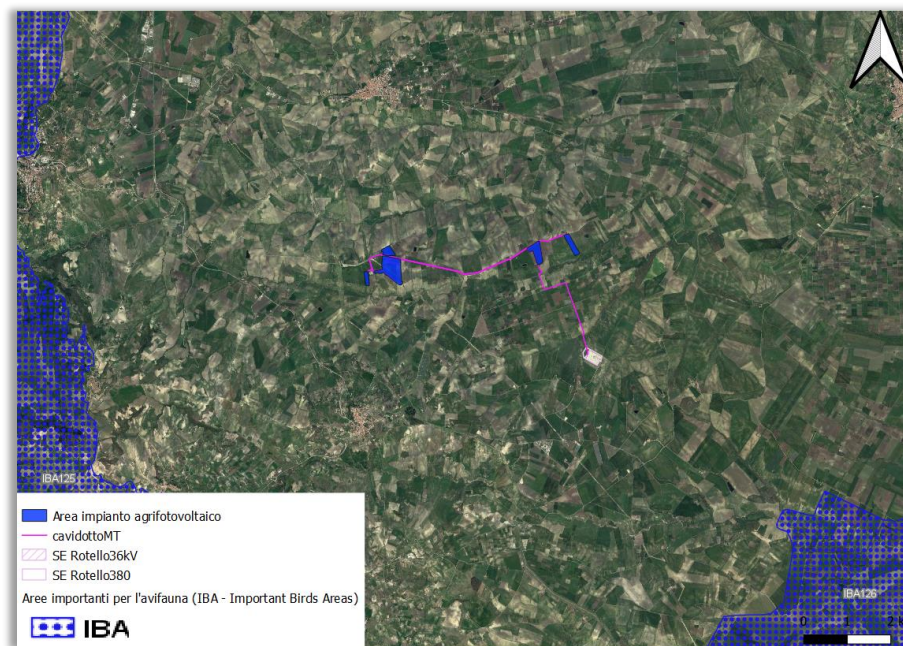 IBA125
Area impianto agrifotovoltaico
cavidottoMT
SE Rotello36kV
SE Rotello380
Aree importanti per l'avifauna (IBA - Important Birds Areas)
IBA
IBA126
0 1 2